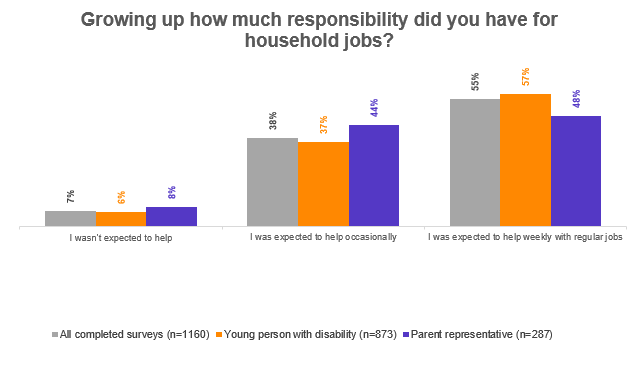 Growing up how much responsibility did you have for
household jobs?
7%
6%
8%
38%
37%
44%
55%
57%
48%
I wasn't expected to help
I was expected to help occasionally
I was expected to help weekly with regular jobs
All completed surveys (n=1160)
Young person with disability (n=873)
Parent representative (n=287)